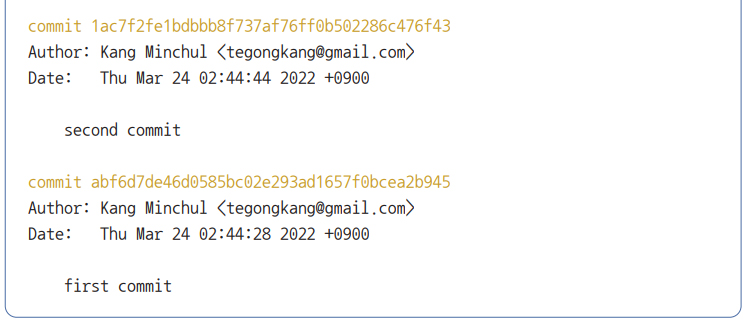 commit 1ac7f2fe1bdbbb8f737af76ff0b502286c476f43
Author: Kang Minchul <tegongkang@gmail.com>
Date:   Thu Mar 24 02:44:44 2022 +0900
second commit
commit abf6d7de46d0585bc02e293ad1657f0bcea2b945
Author: Kang Minchul <tegongkang@gmail.com>
Date:   Thu Mar 24 02:44:28 2022 +0900
first commit